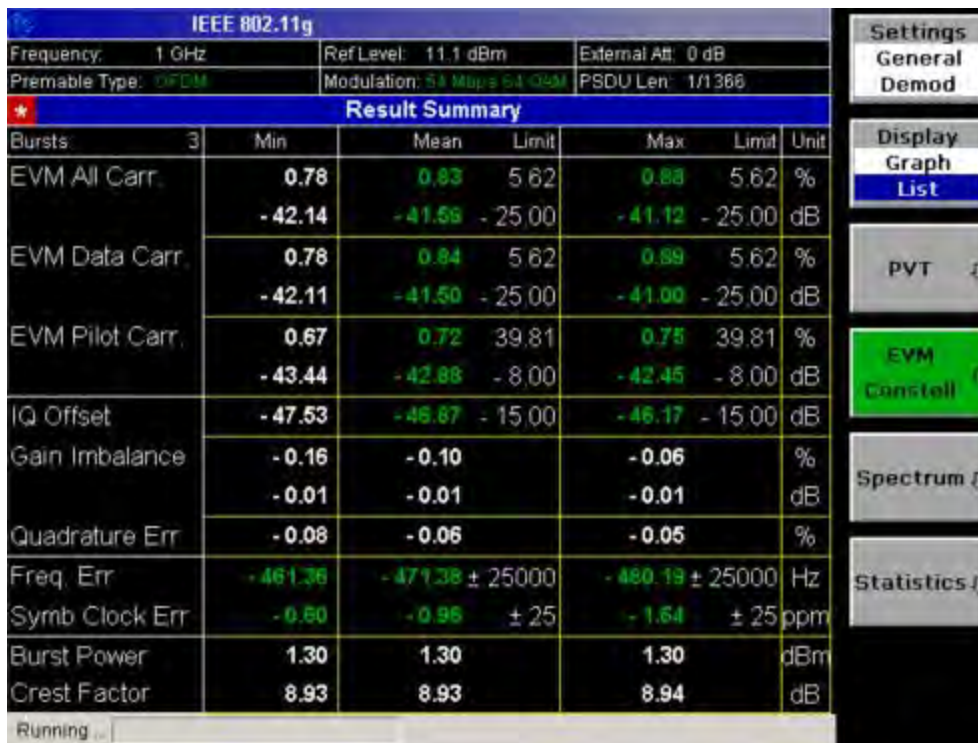 IEEE 802.11g
Frequency: 1 GHz Ref Level: 11.1 dBm External Att: 0 dB
Premable Type: OFDM Modulation: 54 Mbps 64 QAM PSDU Len: 1/1366
* Result Summary
Bursts 3 Min Mean Limit Max Limit Unit
EVM All Carr. 0.78 0.83 5.62 0.88 5.62 %
- 42.14 - 41.59 - 25.00 - 41.12 - 25.00 dB
EVM Data Carr. 0.78 0.84 5.62 0.89 5.62 %
- 42.11 - 41.50 - 25.00 - 41.00 - 25.00 dB
EVM Pilot Carr. 0.67 0.72 39.81 0.75 39.81 %
- 43.44 - 42.88 - 8.00 - 42.45 - 8.00 dB
IQ Offset - 47.53 - 46.87 - 15.00 - 46.17 - 15.00 dB
Gain Imbalance - 0.16 - 0.10 - 0.06 %
- 0.01 - 0.01 - 0.01 dB
Quadrature Err - 0.08 - 0.06 - 0.05 %
Freq. Err - 461.36 - 471.38 ± 25000 - 480.19 ± 25000 Hz
Symb Clock Err - 0.60 - 0.96 ± 25 - 1.64 ± 25 ppm
Burst Power 1.30 1.30 1.30 dBm
Crest Factor 8.93 8.93 8.94 dB
Running ...
Settings
General
Demod
Display
Graph
List
PVT
EVM
Constell
Spectrum
Statistics